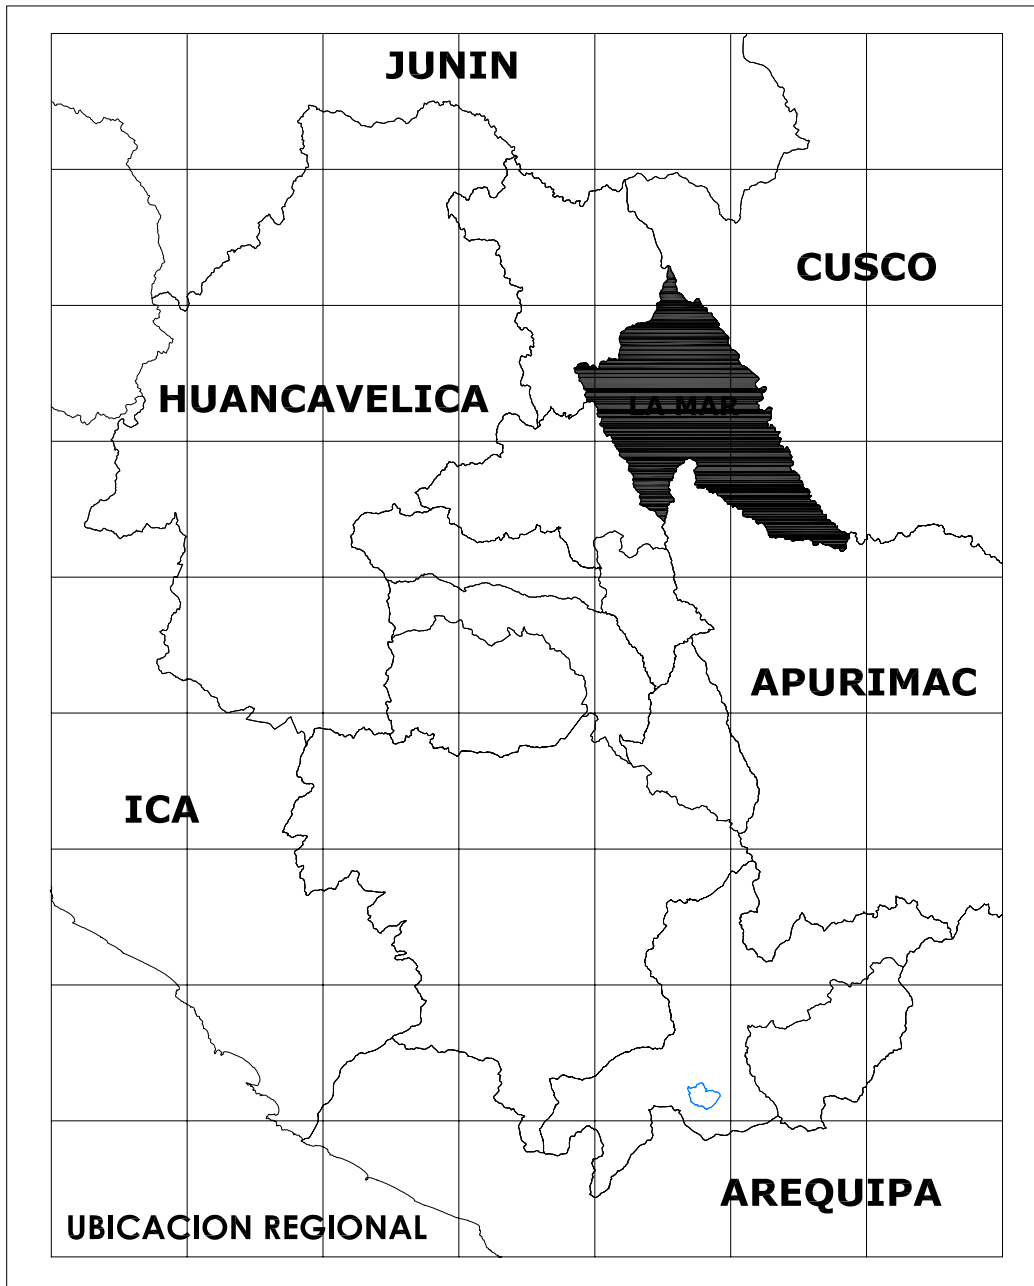 JUNIN
CUSCO
HUANCAVELICA
LA MAR
APURIMAC
ICA
AREQUIPA
UBICACION REGIONAL